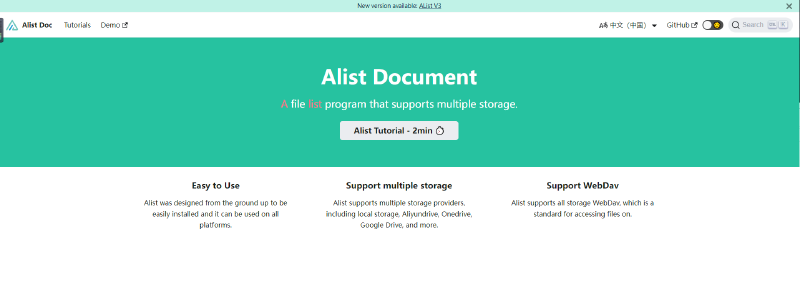 New version available: AList V3
Alist Doc Tutorials Demo 中文（中国） GitHub Search CTRL K
Alist Document
A file list program that supports multiple storage.
Alist Tutorial - 2min
Easy to Use
Alist was designed from the ground up to be
easily installed and it can be used on all
platforms.
Support multiple storage
Alist supports multiple storage providers,
including local storage, Aliyundrive, Onedrive,
Google Drive, and more.
Support WebDav
Alist supports all storage WebDav, which is a
standard for accessing files on.